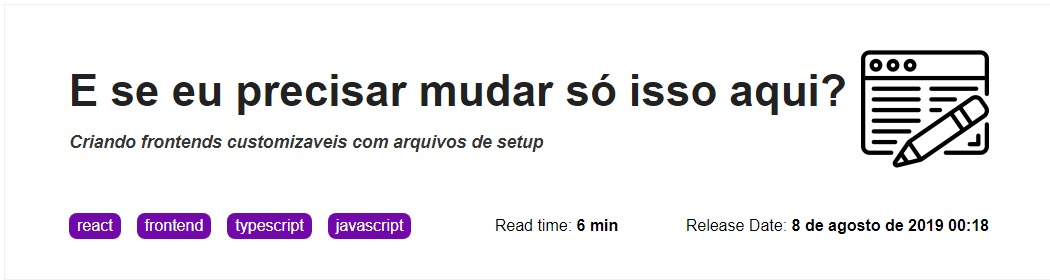 E se eu precisar mudar só isso aqui?
Criando frontends customizaveis com arquivos de setup
react frontend typescript javascript Read time: 6 min Release Date: 8 de agosto de 2019 00:18